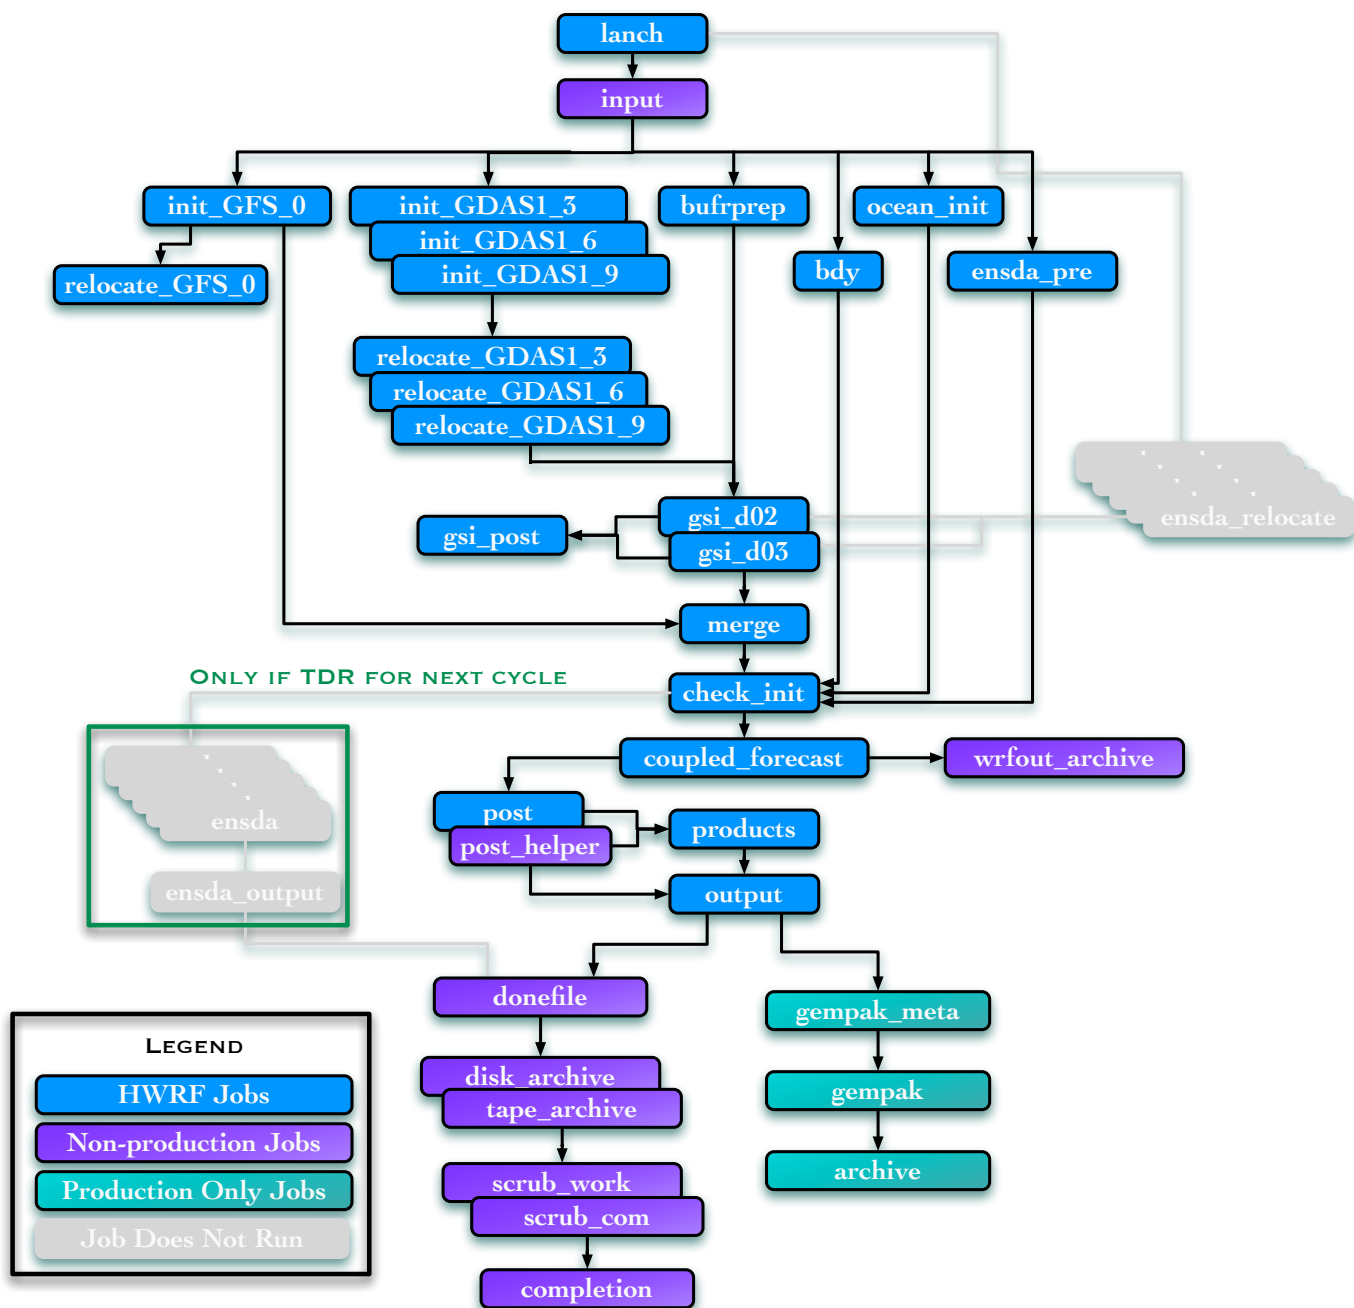 lanch
input
init_GFS_0
init_GDAS1_3
bufrprep
ocean_init
init_GDAS1_6
init_GDAS1_9
bdy
ensda_pre
relocate_GFS_0
relocate_GDAS1_3
relocate_GDAS1_6
relocate_GDAS1_9
gsi_d02
ensda_relocate
gsi_post
gsi_d03
merge
ONLY IF TDR FOR NEXT CYCLE
check_init
coupled_forecast
wrfout_archive
post
ensda
products
post_helper
ensda_output
output
donefile
gempak_meta
LEGEND
disk_archive
HWRF Jobs
gempak
tape_archive
Non-production Jobs
archive
scrub_work
Production Only Jobs
scrub_com
Job Does Not Run
completion